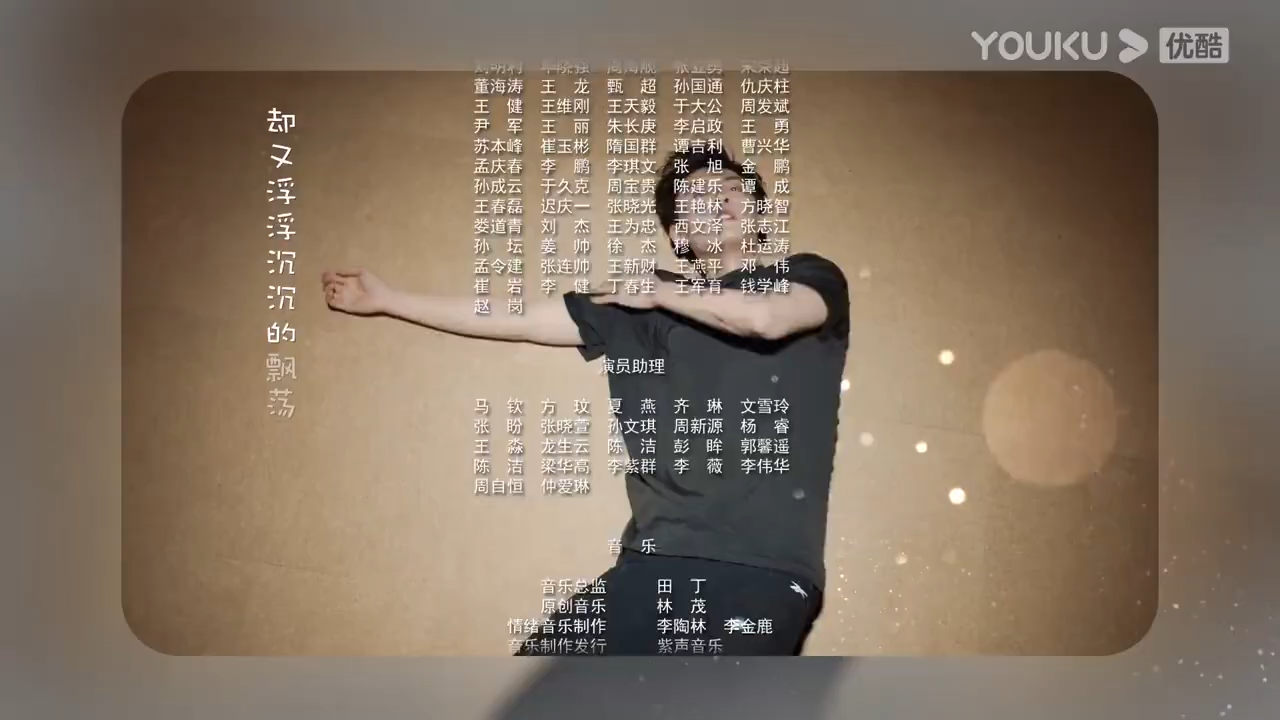 YOUKU 优酷
却又浮浮沉沉的飘荡
董海涛 王 龙 甄 超 孙国通 仇庆柱
王 健 王维刚 王天毅 于大公 周发斌
尹 军 王 丽 朱长庚 李启政 王 勇
苏本峰 崔玉彬 隋国群 谭吉利 曹兴华
孟庆春 李 鹏 李琪文 张 旭 金 鹏
孙成云 于久克 周宝贵 陈建乐 谭 成
王春磊 迟庆一 张晓光 王艳林 方晓智
娄道青 刘 杰 王为忠 西文泽 张志江
孙 坛 姜 帅 徐 杰 穆 冰 杜运涛
孟令建 张连帅 王新财 王燕平 邓 伟
崔 岩 李 健 丁春生 王军育 钱学峰
赵 岗
演员助理
马 钦 方 玟 夏 燕 齐 琳 文雪玲
张 盼 张晓萱 孙文琪 周新源 杨 睿
王 淼 龙生云 陈 洁 彭 眸 郭馨遥
陈 洁 梁华高 李紫群 李 薇 李伟华
周自恒 仲爱琳
音 乐
音乐总监 田 丁
原创音乐 林 茂
情绪音乐制作 李陶林 李金鹿
音乐制作发行 紫声音乐